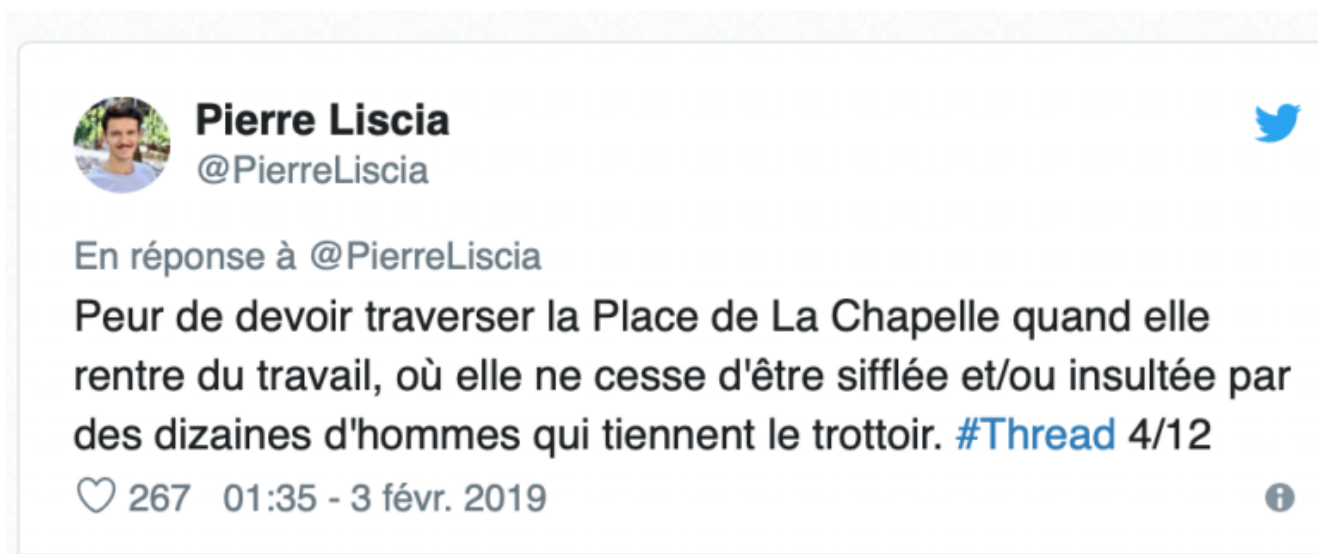 Pierre Liscia
@PierreLiscia
En réponse à @PierreLiscia
Peur de devoir traverser la Place de La Chapelle quand elle
rentre du travail, où elle ne cesse d'être sifflée et/ou insultée par
des dizaines d'hommes qui tiennent le trottoir. #Thread 4/12
267 01:35 - 3 févr. 2019